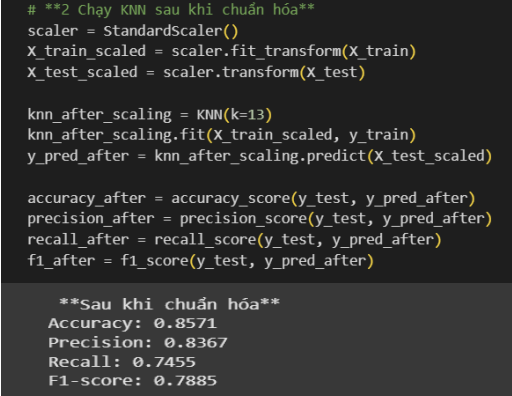 # **2 Chạy KNN sau khi chuẩn hóa**
scaler = StandardScaler()
X_train_scaled = scaler.fit_transform(X_train)
X_test_scaled = scaler.transform(X_test)
knn_after_scaling = KNN(k=13)
knn_after_scaling.fit(X_train_scaled, y_train)
y_pred_after = knn_after_scaling.predict(X_test_scaled)
accuracy_after = accuracy_score(y_test, y_pred_after)
precision_after = precision_score(y_test, y_pred_after)
recall_after = recall_score(y_test, y_pred_after)
f1_after = f1_score(y_test, y_pred_after)
**Sau khi chuẩn hóa**
Accuracy: 0.8571
Precision: 0.8367
Recall: 0.7455
F1-score: 0.7885